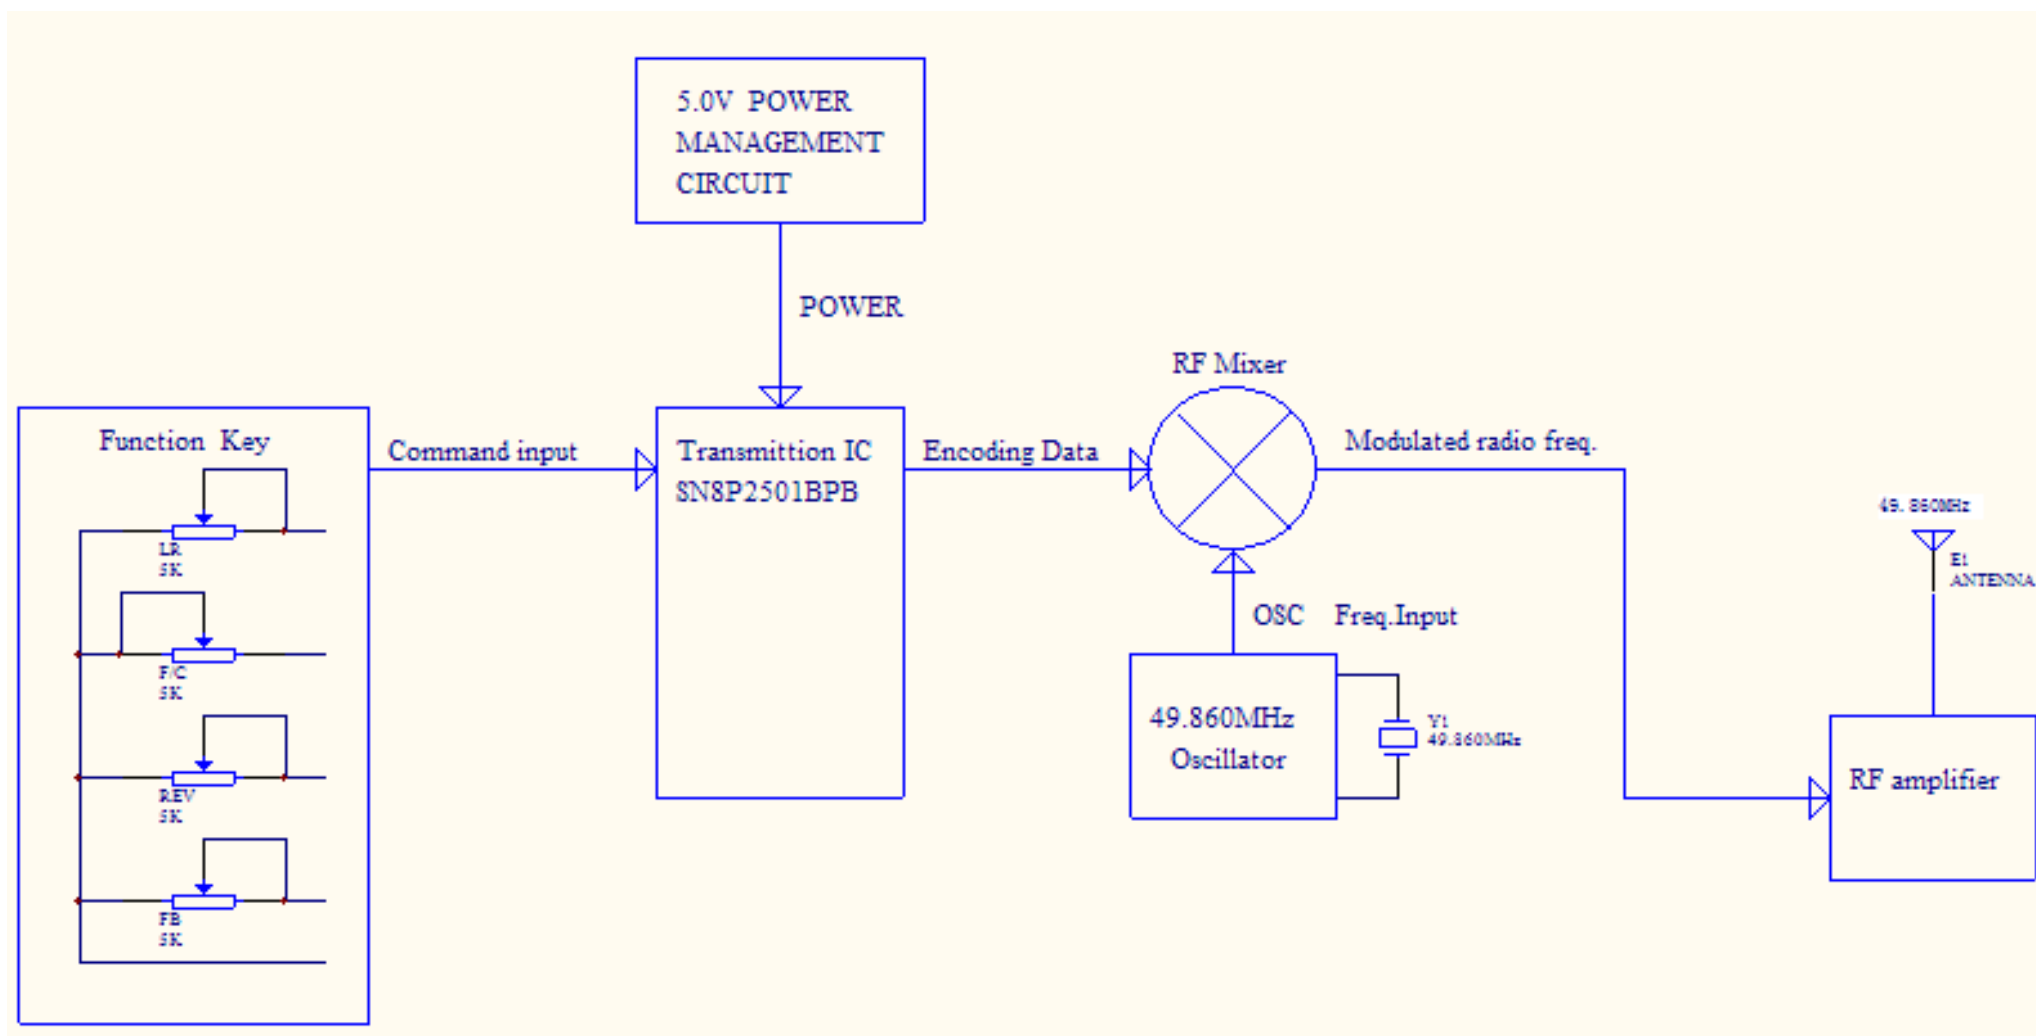 5.0V POWER
MANAGEMENT
CIRCUIT
POWER
RF Mixer
Function Key
Command input
Transmittion IC
SN8P2501BPB
Encoding Data
Modulated radio freq.
LR
5K
F/C
5K
REV
5K
FB
5K
OSC Freq.Input
49.860MHz
Oscillator
Y1
49.860MHz
49.860MHz
E1
ANTENNA
RF amplifier